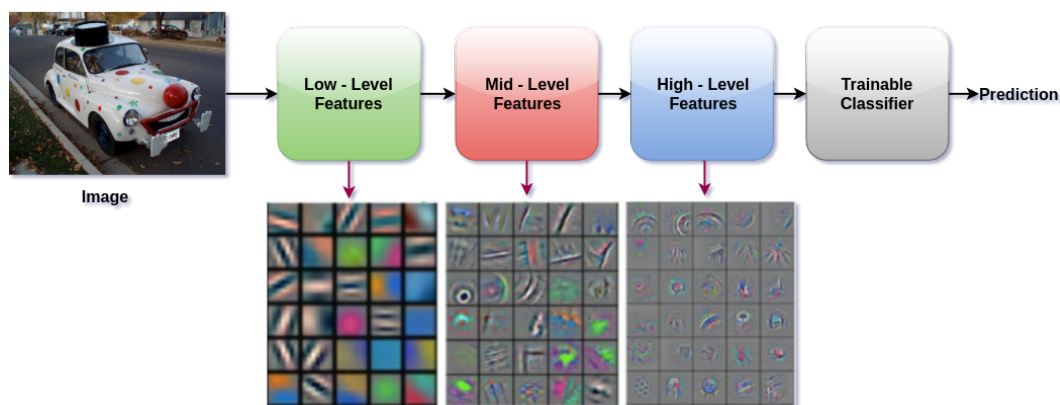 Low - Level
Features
Mid - Level
Features
High - Level
Features
Trainable
Classifier
Prediction
Image